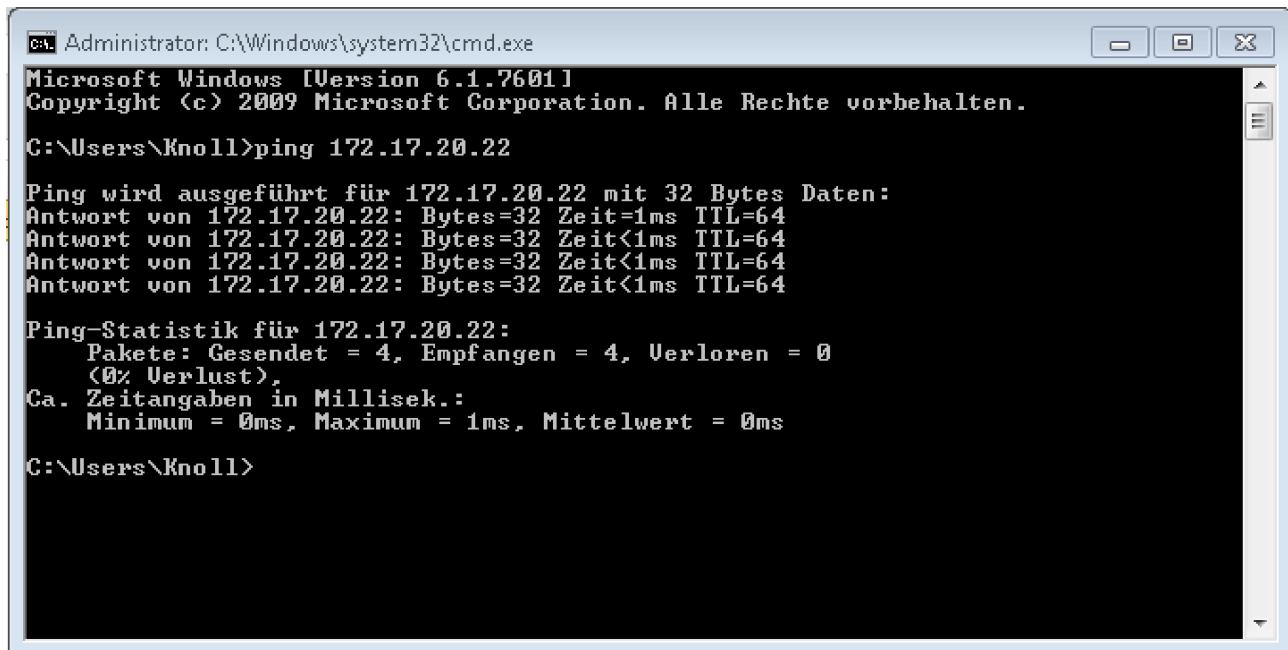 Administrator: C:\Windows\system32\cmd.exe
Microsoft Windows [Version 6.1.7601]
Copyright (c) 2009 Microsoft Corporation. Alle Rechte vorbehalten.
C:\Users\Knoll>ping 172.17.20.22
Ping wird ausgeführt für 172.17.20.22 mit 32 Bytes Daten:
Antwort von 172.17.20.22: Bytes=32 Zeit=1ms TTL=64
Antwort von 172.17.20.22: Bytes=32 Zeit<1ms TTL=64
Antwort von 172.17.20.22: Bytes=32 Zeit<1ms TTL=64
Antwort von 172.17.20.22: Bytes=32 Zeit<1ms TTL=64
Ping-Statistik für 172.17.20.22:
Pakete: Gesendet = 4, Empfangen = 4, Verloren = 0
(0% Verlust),
Ca. Zeitangaben in Millisek.:
Minimum = 0ms, Maximum = 1ms, Mittelwert = 0ms
C:\Users\Knoll>